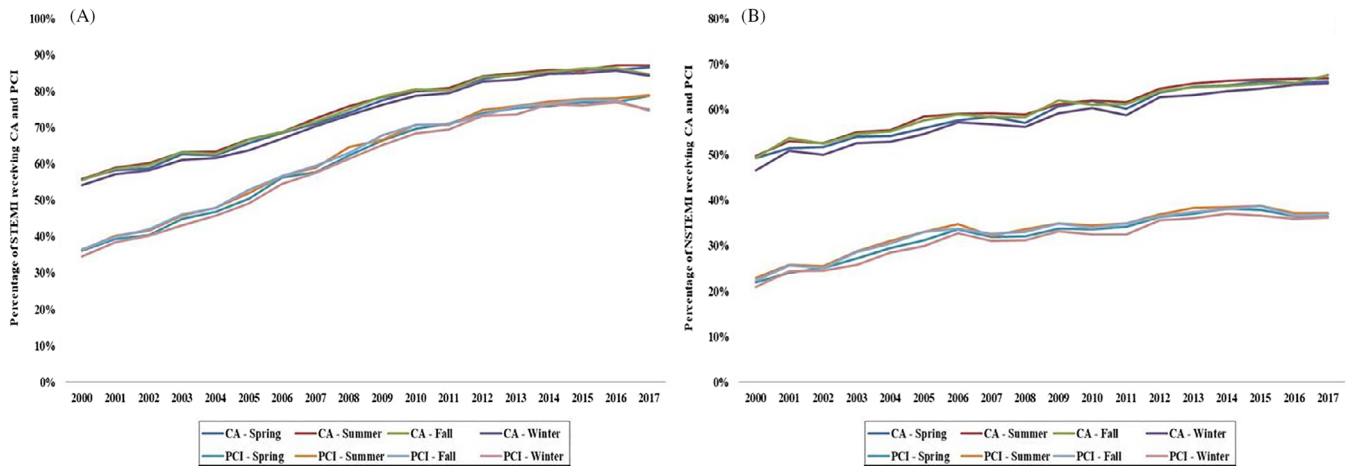 (A)
Percentage of STEMI receiving CA and PCI
100%
90%
80%
70%
60%
50%
40%
30%
20%
10%
0%
2000 2001 2002 2003 2004 2005 2006 2007 2008 2009 2010 2011 2012 2013 2014 2015 2016 2017
CA - Spring CA - Summer CA - Fall CA - Winter
PCI - Spring PCI - Summer PCI - Fall PCI - Winter
(B)
Percentage of NSTEMI receiving CA and PCI
80%
70%
60%
50%
40%
30%
20%
10%
0%
2000 2001 2002 2003 2004 2005 2006 2007 2008 2009 2010 2011 2012 2013 2014 2015 2016 2017
CA - Spring CA - Summer CA - Fall CA - Winter
PCI - Spring PCI - Summer PCI - Fall PCI - Winter